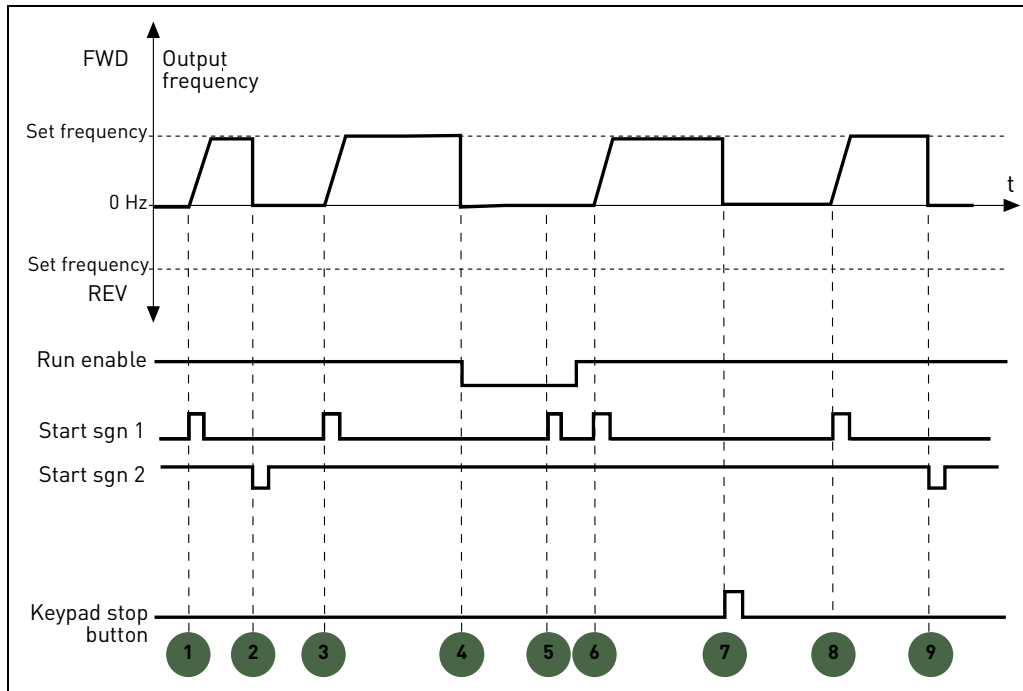 FWD
Output
frequency
Set frequency
t
0 Hz
Set frequency
REV
Run enable
Start sgn 1
Start sgn 2
Keypad stop
button
1 2 3 4 5 6 7 8 9